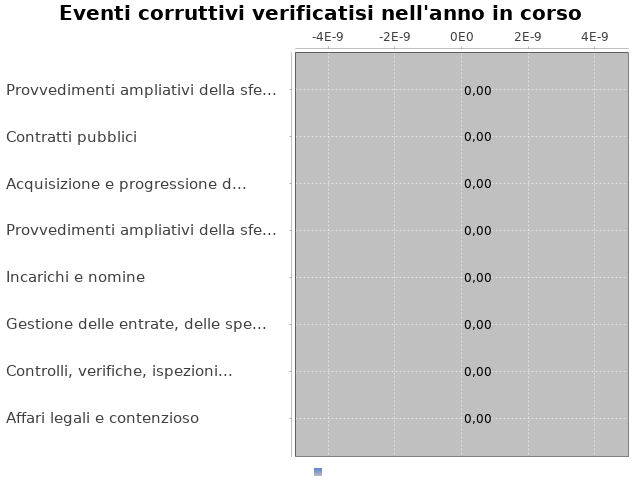 Eventi corruttivi verificatisi nell'anno in corso
-4E-9 -2E-9 0E0 2E-9 4E-9
Provvedimenti ampliativi della sfe... 0,00
Contratti pubblici 0,00
Acquisizione e progressione d... 0,00
Provvedimenti ampliativi della sfe... 0,00
Incarichi e nomine 0,00
Gestione delle entrate, delle spe... 0,00
Controlli, verifiche, ispezioni... 0,00
Affari legali e contenzioso 0,00